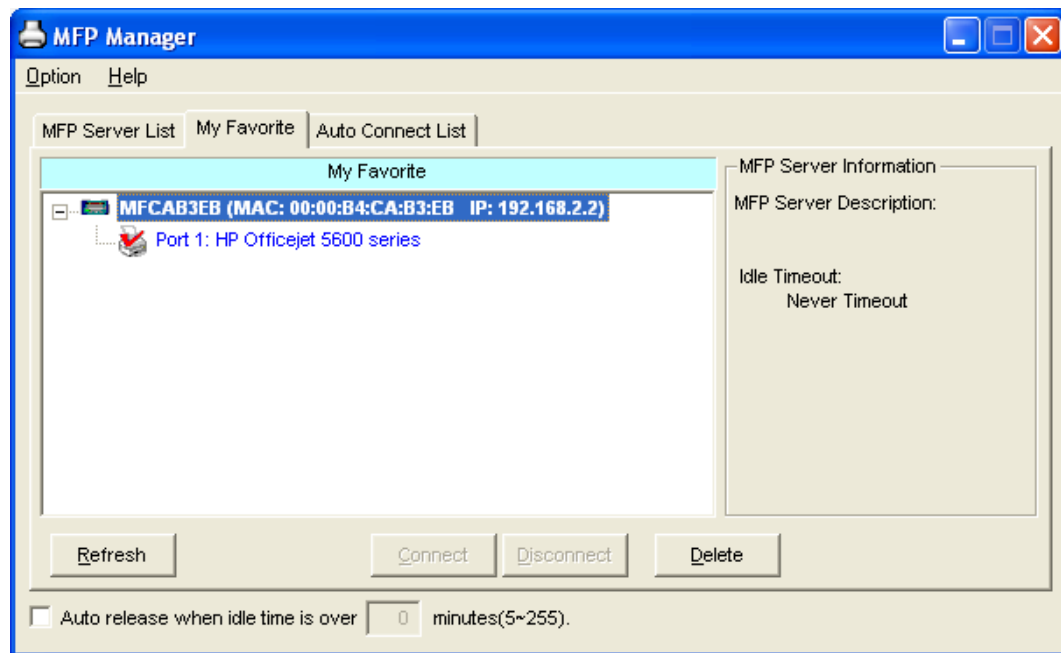 MFP Manager
Option Help
MFP Server List My Favorite Auto Connect List
My Favorite
MFCAB3EB (MAC: 00:00:B4:CA:B3:EB IP: 192.168.2.2)
Port 1: HP Officejet 5600 series
MFP Server Information
MFP Server Description:
Idle Timeout:
Never Timeout
Refresh Connect Disconnect Delete
Auto release when idle time is over 0 minutes(5~255).